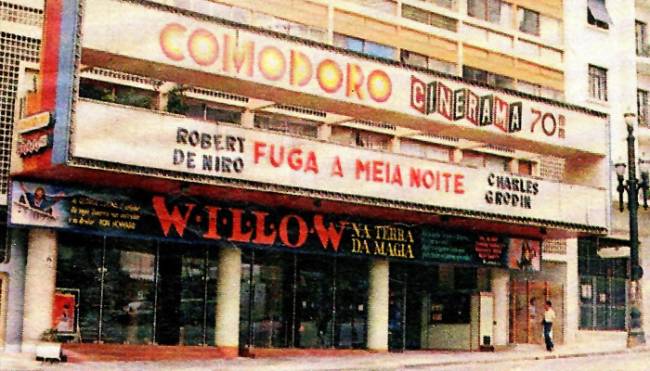 COMODORO CINERAMA 70MM
ROBERT DE NIRO FUGA A MEIA NOITE CHARLES GRODIN
WILLOW NA TERRA DA MAGIA